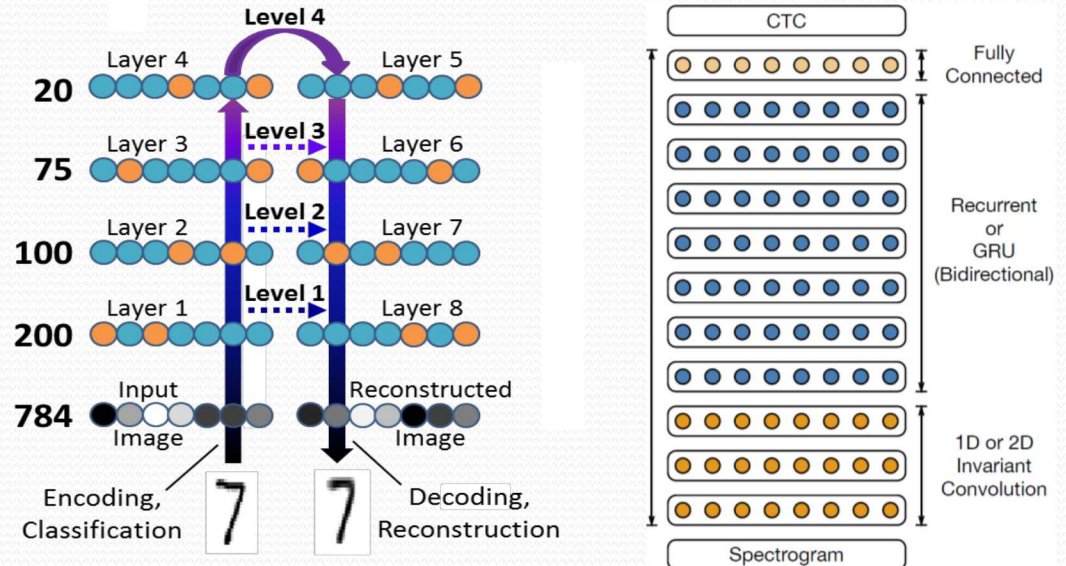 Level 4
Layer 4
Layer 5
20
Level 3
Layer 3
Layer 6
75
Level 2
Layer 2
Layer 7
100
Level 1
Layer 1
Layer 8
200
Input
Image
Reconstructed
Image
784
Encoding,
Classification
Decoding,
Reconstruction
7
7
CTC
Fully
Connected
Recurrent
or
GRU
(Bidirectional)
1D or 2D
Invariant
Convolution
Spectrogram